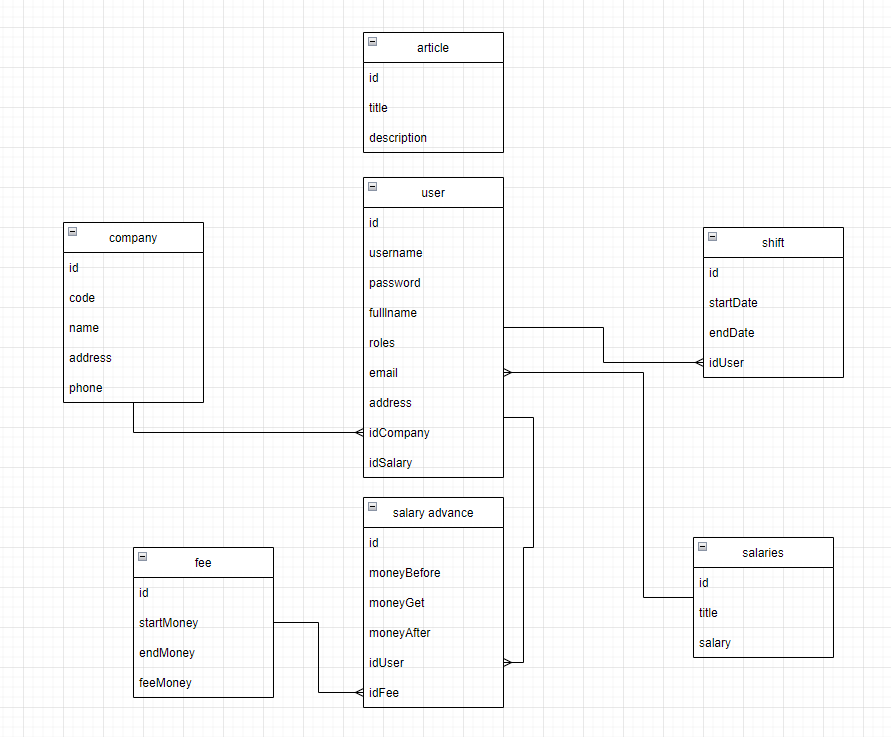 article
id
title
description
user
id
username
password
fulllname
roles
email
address
idCompany
idSalary
company
id
code
name
address
phone
shift
id
startDate
endDate
idUser
salary advance
id
moneyBefore
moneyGet
moneyAfter
idUser
idFee
fee
id
startMoney
endMoney
feeMoney
salaries
id
title
salary